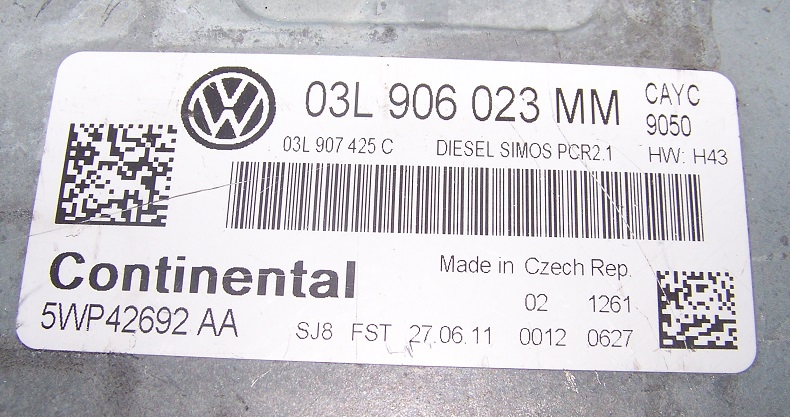 03L 906 023 MM CAYC
9050
03L 907 425 C DIESEL SIMOS PCR2.1 HW: H43
Continental Made in Czech Rep.
5WP42692 AA 02 1261
SJ8 FST 27.06.11 0012 0627